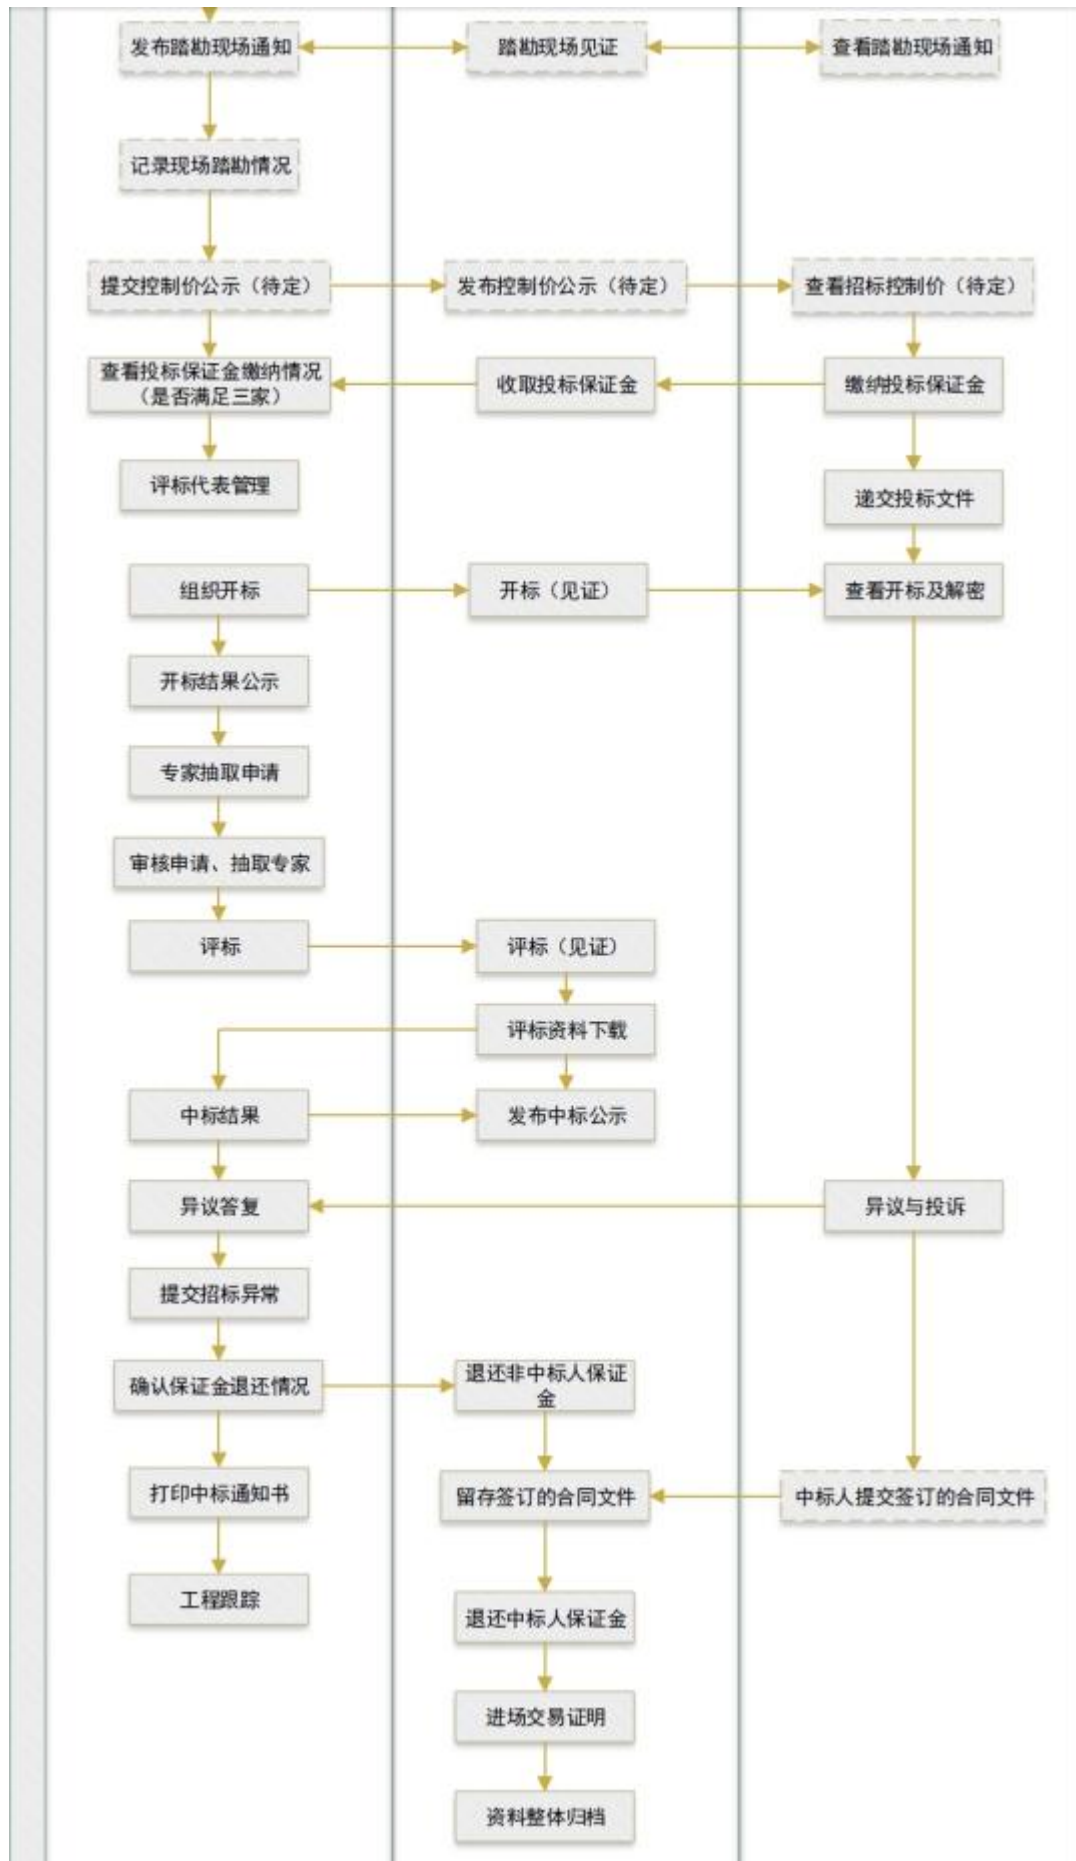 发布踏勘现场通知
踏勘现场见证
查看踏勘现场通知
记录现场踏勘情况
提交控制价公示（待定）
发布控制价公示（待定）
查看招标控制价（待定）
查看投标保证金缴纳情况
（是否满足三家）
收取投标保证金
缴纳投标保证金
评标代表管理
递交投标文件
组织开标
开标（见证）
查看开标及解密
开标结果公示
专家抽取申请
审核申请、抽取专家
评标
评标（见证）
评标资料下载
中标结果
发布中标公示
异议答复
异议与投诉
提交招标异常
确认保证金退还情况
退还非中标人保证
金
打印中标通知书
留存签订的合同文件
中标人提交签订的合同文件
工程跟踪
退还中标人保证金
进场交易证明
资料整体归档